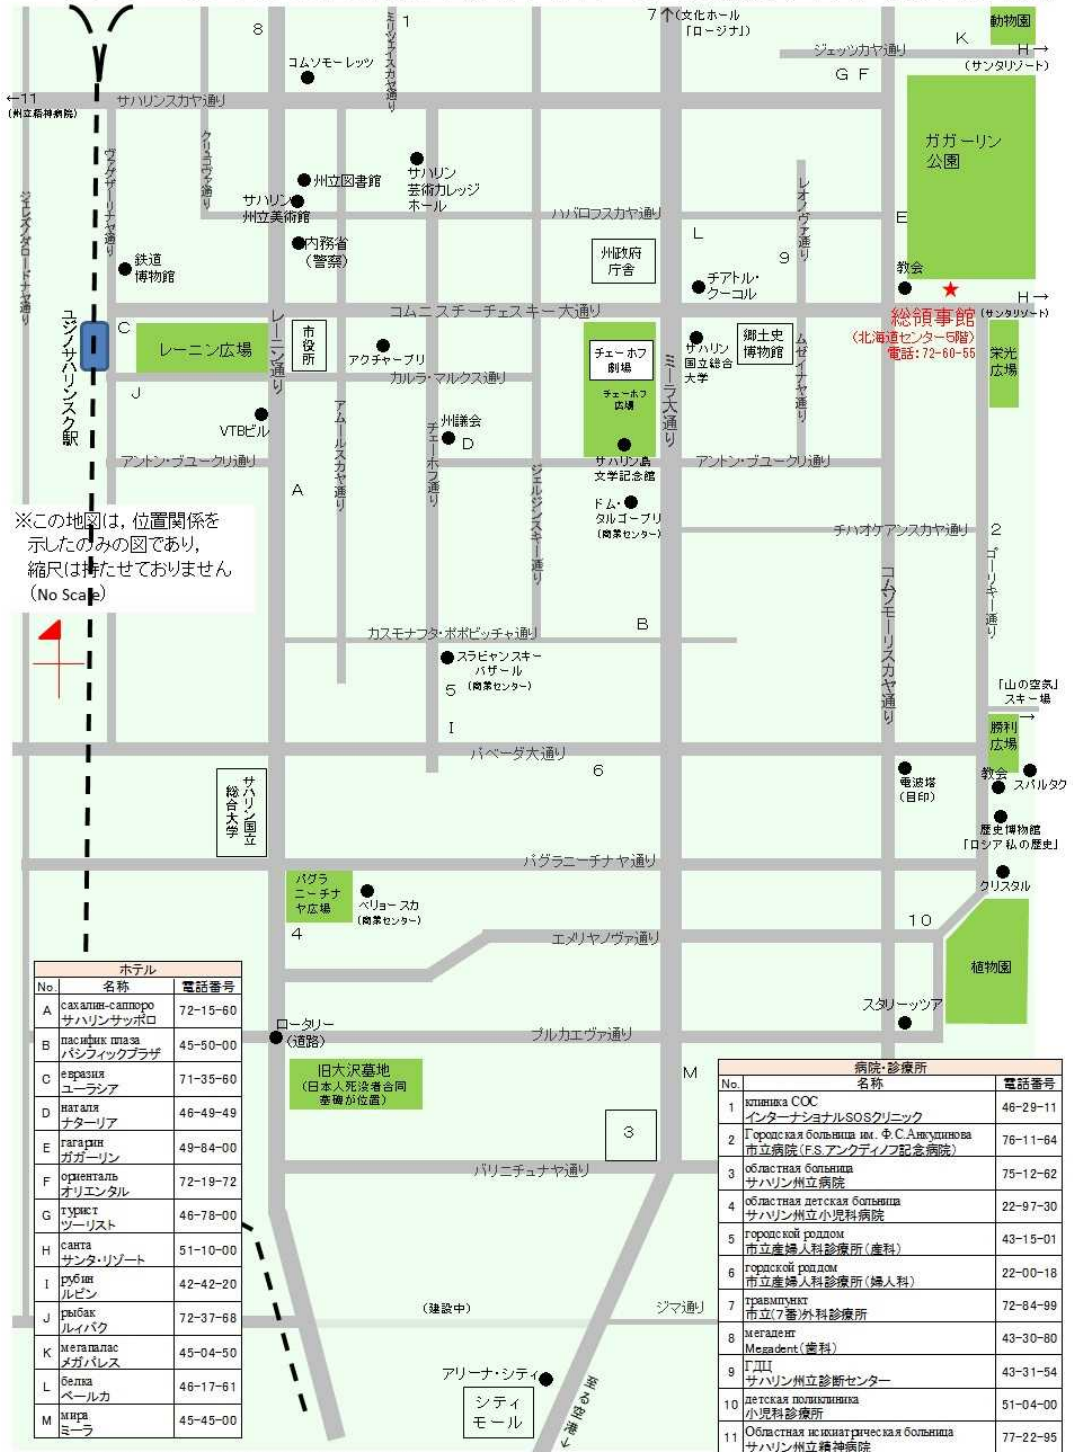 7↑(文化ホール
「ロージナ」)
動物園
8
1
K
ミリツェイスカヤ通り
ジェッツカヤ通り
H→
(サンタリゾート)
コムソモーレッツ
G F
←11
(州立精神病院)
サハリンスカヤ通り
ガガーリン
公園
ヴァグザーリナヤ通り
クリュコヴァ通り
州立図書館
サハリン
芸術カレッジ
ホール
レオノヴァ通り
サハリン
州立美術館
ハバロフスカヤ通り
E
内務省
(警察)
州政府
庁舎
L
9
鉄道
博物館
チアトル・
クーコル
教会
★
コムニスチーチェスキー大通り
総領事館
(北海道センター5階)
電話:72-60-55
H→
(サンタリゾート)
ユジノサハリンスク駅
C
レーニン広場
レーニン通り
市役所
アクチャーブリ
チェーホフ
劇場
チェーホフ
広場
サハリン
国立総合
大学
郷土史
博物館
ムゼイナヤ通り
栄光
広場
J
カルラ・マルクス通り
ミーラ大通り
VTBビル
アムールスカヤ通り
チェーホフ通り
州議会
D
アントン・ブユークリ通り
ジェルジンスキー通り
サハリン島
文学記念館
アントン・ブユークリ通り
A
ドム・
タルゴーブリ
(商業センター)
チハオケアンスカヤ通り
2
※この地図は,位置関係を
示したのみの図であり,
縮尺は持たせておりません
(No Scale)
コムソモーリスカヤ通り
ゴーリキー通り
カスモナフタ・ポポビッチャ通り
B
スラビャンスキー
バザール
(商業センター)
5
「山の空気」
スキー場
→
I
勝利
広場
パベーダ大通り
6
サハリン国立
総合大学
電波塔
(目印)
教会
スパルタク
歴史博物館
「ロシア私の歴史」
パグラニーチナヤ通り
クリスタル
パグラ
ニーチナ
ヤ広場
ベリョースカ
(商業センター)
4
10
エメリヤノヴァ通り
植物園
スタリーッツア
ロータリー
(道路)
プルカエヴァ通り
旧大沢墓地
(日本人死没者合同
墓碑が位置)
M
3
バリニチュナヤ通り
(建設中)
ジマ通り
アリーナ・シティ
シティ
モール
至る空港→
ホテル
No. 名称 電話番号
A сахалин-саппоро
サハリンサッポロ 72-15-60
B пасифик плаза
パシフィックプラザ 45-50-00
C евразия
ユーラシア 71-35-60
D наталя
ナターリア 46-49-49
E гагарин
ガガーリン 49-84-00
F ориенталь
オリエンタル 72-19-72
G турист
ツーリスト 46-78-00
H санта
サンタ・リゾート 51-10-00
I рубин
ルビン 42-42-20
J рыбак
ルィバク 72-37-68
K мегапалас
メガパレス 45-04-50
L белка
ベールカ 46-17-61
M мира
ミーラ 45-45-00
病院・診療所
No. 名称 電話番号
1 клиника СОС
インターナショナルSOSクリニック 46-29-11
2 Городская больница им. Ф.С.Анкудинова
市立病院(F.S.アンクディノフ記念病院) 76-11-64
3 областная больница
サハリン州立病院 75-12-62
4 областная детская больница
サハリン州立小児科病院 22-97-30
5 городской роддом
市立産婦人科診療所(産科) 43-15-01
6 гордской роддом
市立産婦人科診療所(婦人科) 22-00-18
7 травмпункт
市立(7番)外科診療所 72-84-99
8 мегадент
Megadent(歯科) 43-30-80
9 ГДЦ
サハリン州立診断センター 43-31-54
10 детская поликлиника
小児科診療所 51-04-00
11 Областная исихиатрическая больница
サハリン州立精神病院 77-22-95